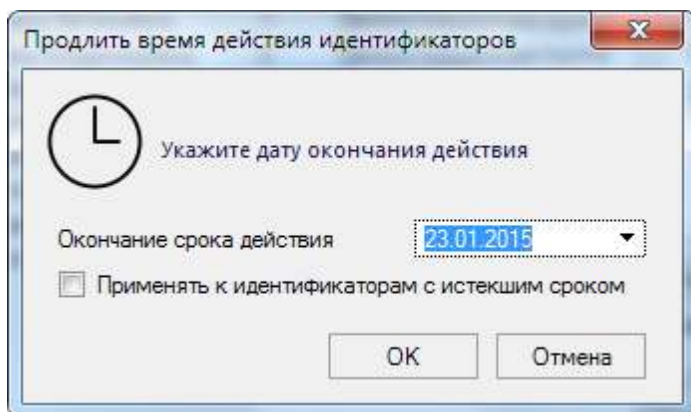 Продлить время действия идентификаторов
Укажите дату окончания действия
Окончание срока действия 23.01.2015
Применять к идентификаторам с истекшим сроком
OK Отмена